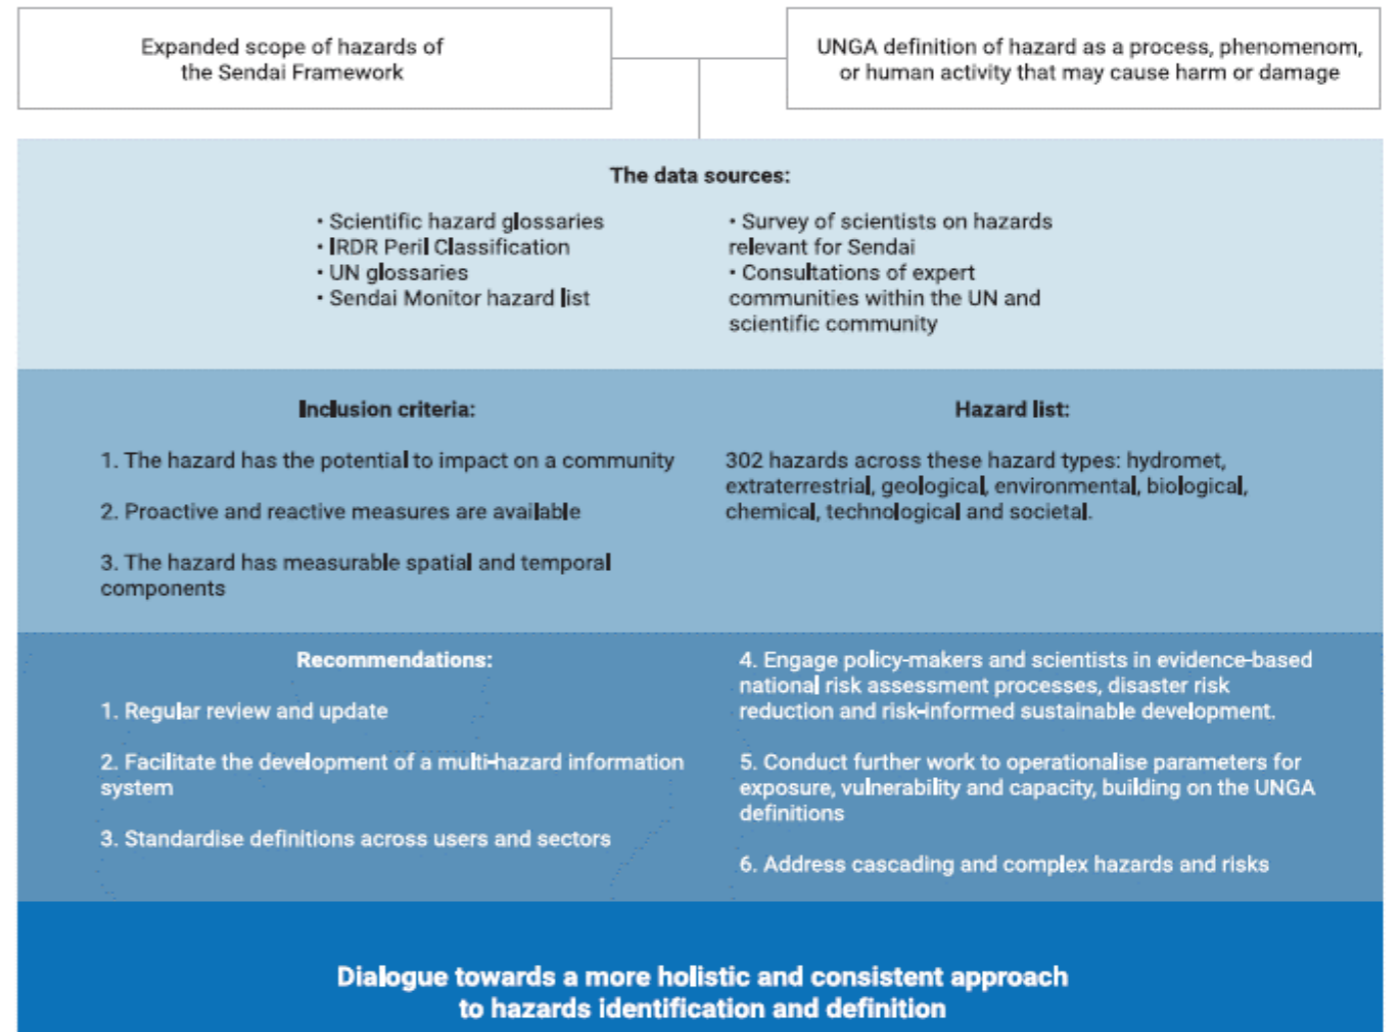 Expanded scope of hazards of
the Sendai Framework
UNGA definition of hazard as a process, phenomenom,
or human activity that may cause harm or damage
The data sources:
• Scientific hazard glossaries
• IRDR Peril Classification
• UN glossaries
• Sendai Monitor hazard list
• Survey of scientists on hazards
relevant for Sendai
• Consultations of expert
communities within the UN and
scientific community
Inclusion criteria:
1. The hazard has the potential to impact on a community
2. Proactive and reactive measures are available
3. The hazard has measurable spatial and temporal
components
Hazard list:
302 hazards across these hazard types: hydromet,
extraterrestrial, geological, environmental, biological,
chemical, technological and societal.
Recommendations:
1. Regular review and update
2. Facilitate the development of a multi-hazard information
system
3. Standardise definitions across users and sectors
4. Engage policy-makers and scientists in evidence-based
national risk assessment processes, disaster risk
reduction and risk-informed sustainable development.
5. Conduct further work to operationalise parameters for
exposure, vulnerability and capacity, building on the UNGA
definitions
6. Address cascading and complex hazards and risks
Dialogue towards a more holistic and consistent approach
to hazards identification and definition